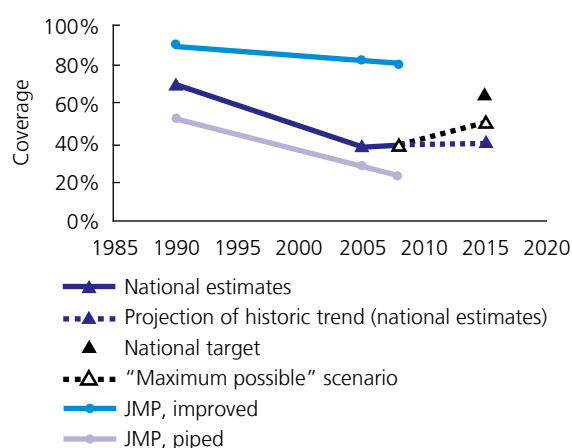 100%
80%
60%
40%
20%
0%
Coverage
1985 1990 1995 2000 2005 2010 2015 2020
National estimates
Projection of historic trend (national estimates)
National target
“Maximum possible” scenario
JMP, improved
JMP, piped